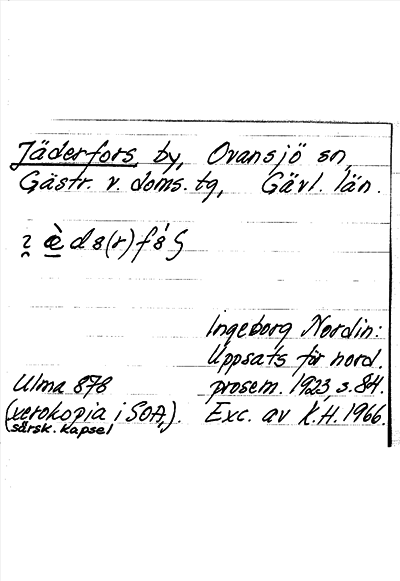 Jäderfors by, Ovansjö sn,
Gästr. v. doms. tg, Gävl. län.
Ingeborg Nordin:
Uppsats för nord.
Ulma 878 prosem. 1923, s. 84.
(xerokopia i SOA,). Exc. av K.H. 1966.
särsk. kapsel